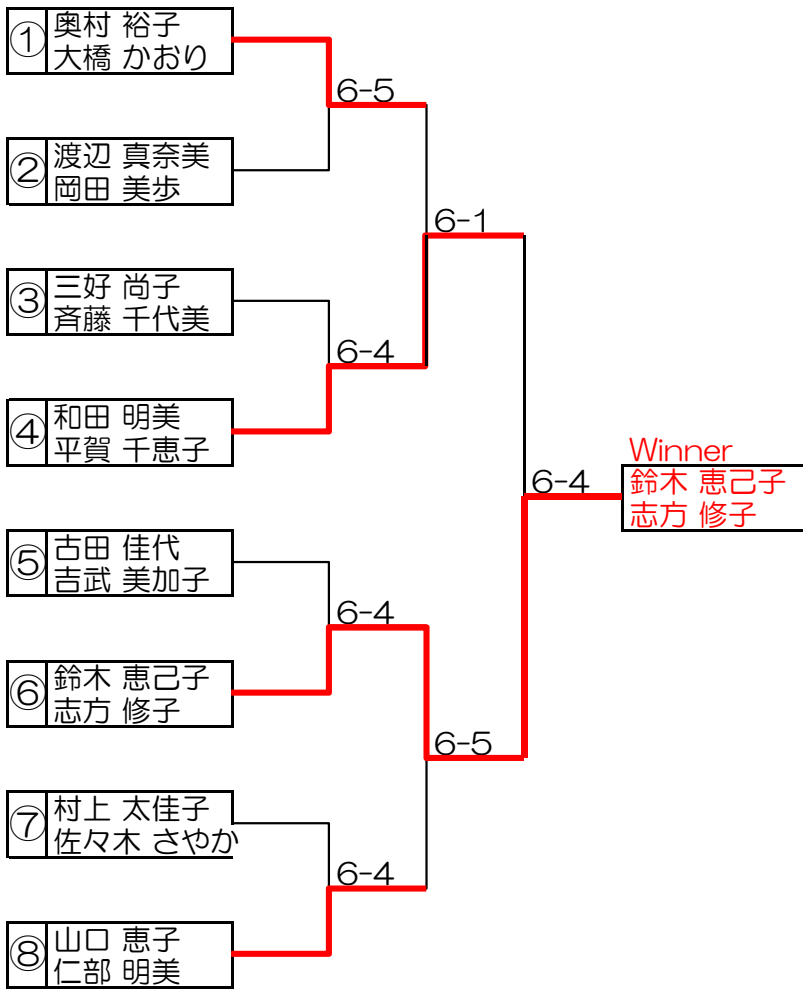 ① 奥村 裕子
大橋 かおり
6-5
② 渡辺 真奈美
岡田 美歩
6-1
③ 三好 尚子
斉藤 千代美
6-4
④ 和田 明美
平賀 千恵子
Winner
6-4
鈴木 恵己子
志方 修子
⑤ 古田 佳代
吉武 美加子
6-4
⑥ 鈴木 恵己子
志方 修子
6-5
⑦ 村上 太佳子
佐々木 さやか
6-4
⑧ 山口 恵子
仁部 明美